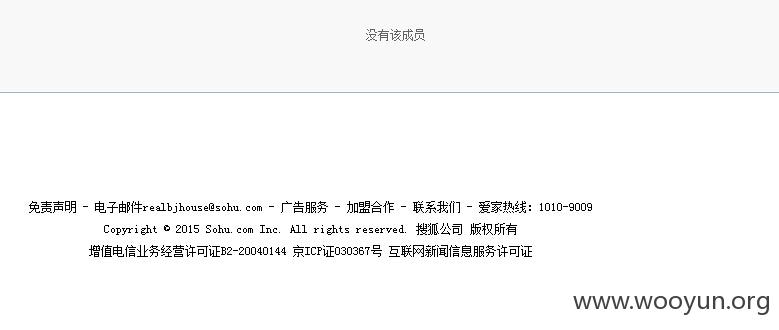 没有该成员
免责声明 - 电子邮件realbjhouse@sohu.com - 广告服务 - 加盟合作 - 联系我们 - 爱家热线: 1010-9009
Copyright © 2015 Sohu.com Inc. All rights reserved. 搜狐公司 版权所有
增值电信业务经营许可证B2-20040144 京ICP证030367号 互联网新闻信息服务许可证
www.wooyun.org